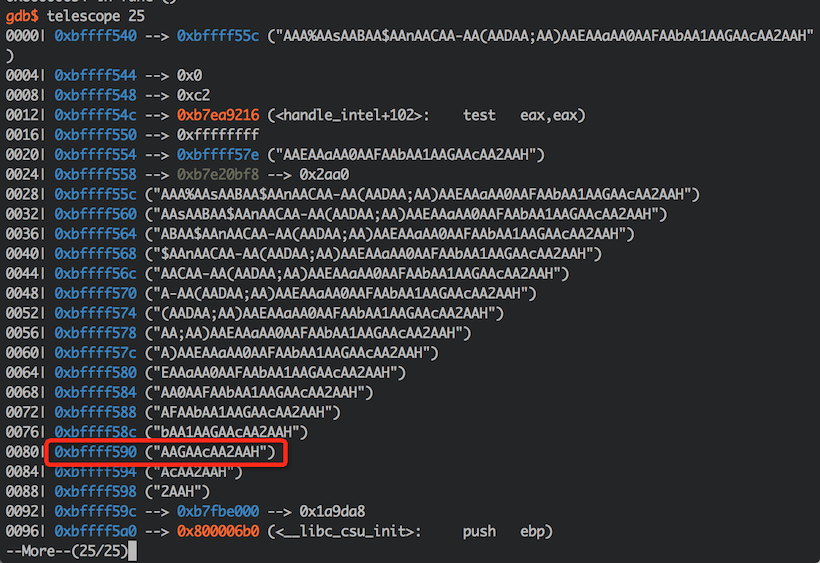 gdb$ telescope 25
0000| 0xbffff540 --> 0xbffff55c ("AAA%AAsAABAA$AAnAACAA-AA(AADAA;AA)AAEAAaAA0AAFAAbAA1AAGAAcAA2AAH"
)
0004| 0xbffff544 --> 0x0
0008| 0xbffff548 --> 0xc2
0012| 0xbffff54c --> 0xb7ea9216 (<handle_intel+102>: test eax,eax)
0016| 0xbffff550 --> 0xffffffff
0020| 0xbffff554 --> 0xbffff57e ("AAEAAaAA0AAFAAbAA1AAGAAcAA2AAH")
0024| 0xbffff558 --> 0xb7e20bf8 --> 0x2aa0
0028| 0xbffff55c ("AAA%AAsAABAA$AAnAACAA-AA(AADAA;AA)AAEAAaAA0AAFAAbAA1AAGAAcAA2AAH")
0032| 0xbffff560 ("AAsAABAA$AAnAACAA-AA(AADAA;AA)AAEAAaAA0AAFAAbAA1AAGAAcAA2AAH")
0036| 0xbffff564 ("ABAA$AAnAACAA-AA(AADAA;AA)AAEAAaAA0AAFAAbAA1AAGAAcAA2AAH")
0040| 0xbffff568 ("$AAnAACAA-AA(AADAA;AA)AAEAAaAA0AAFAAbAA1AAGAAcAA2AAH")
0044| 0xbffff56c ("AACAA-AA(AADAA;AA)AAEAAaAA0AAFAAbAA1AAGAAcAA2AAH")
0048| 0xbffff570 ("A-AA(AADAA;AA)AAEAAaAA0AAFAAbAA1AAGAAcAA2AAH")
0052| 0xbffff574 ("(AADAA;AA)AAEAAaAA0AAFAAbAA1AAGAAcAA2AAH")
0056| 0xbffff578 ("AA;AA)AAEAAaAA0AAFAAbAA1AAGAAcAA2AAH")
0060| 0xbffff57c ("A)AAEAAaAA0AAFAAbAA1AAGAAcAA2AAH")
0064| 0xbffff580 ("EAAaAA0AAFAAbAA1AAGAAcAA2AAH")
0068| 0xbffff584 ("AA0AAFAAbAA1AAGAAcAA2AAH")
0072| 0xbffff588 ("AFAAbAA1AAGAAcAA2AAH")
0076| 0xbffff58c ("bAA1AAGAAcAA2AAH")
0080| 0xbffff590 ("AAGAAcAA2AAH")
0084| 0xbffff594 ("AcAA2AAH")
0088| 0xbffff598 ("2AAH")
0092| 0xbffff59c --> 0xb7fbe000 --> 0x1a9da8
0096| 0xbffff5a0 --> 0x800006b0 (<__libc_csu_init>: push ebp)
--More--(25/25)